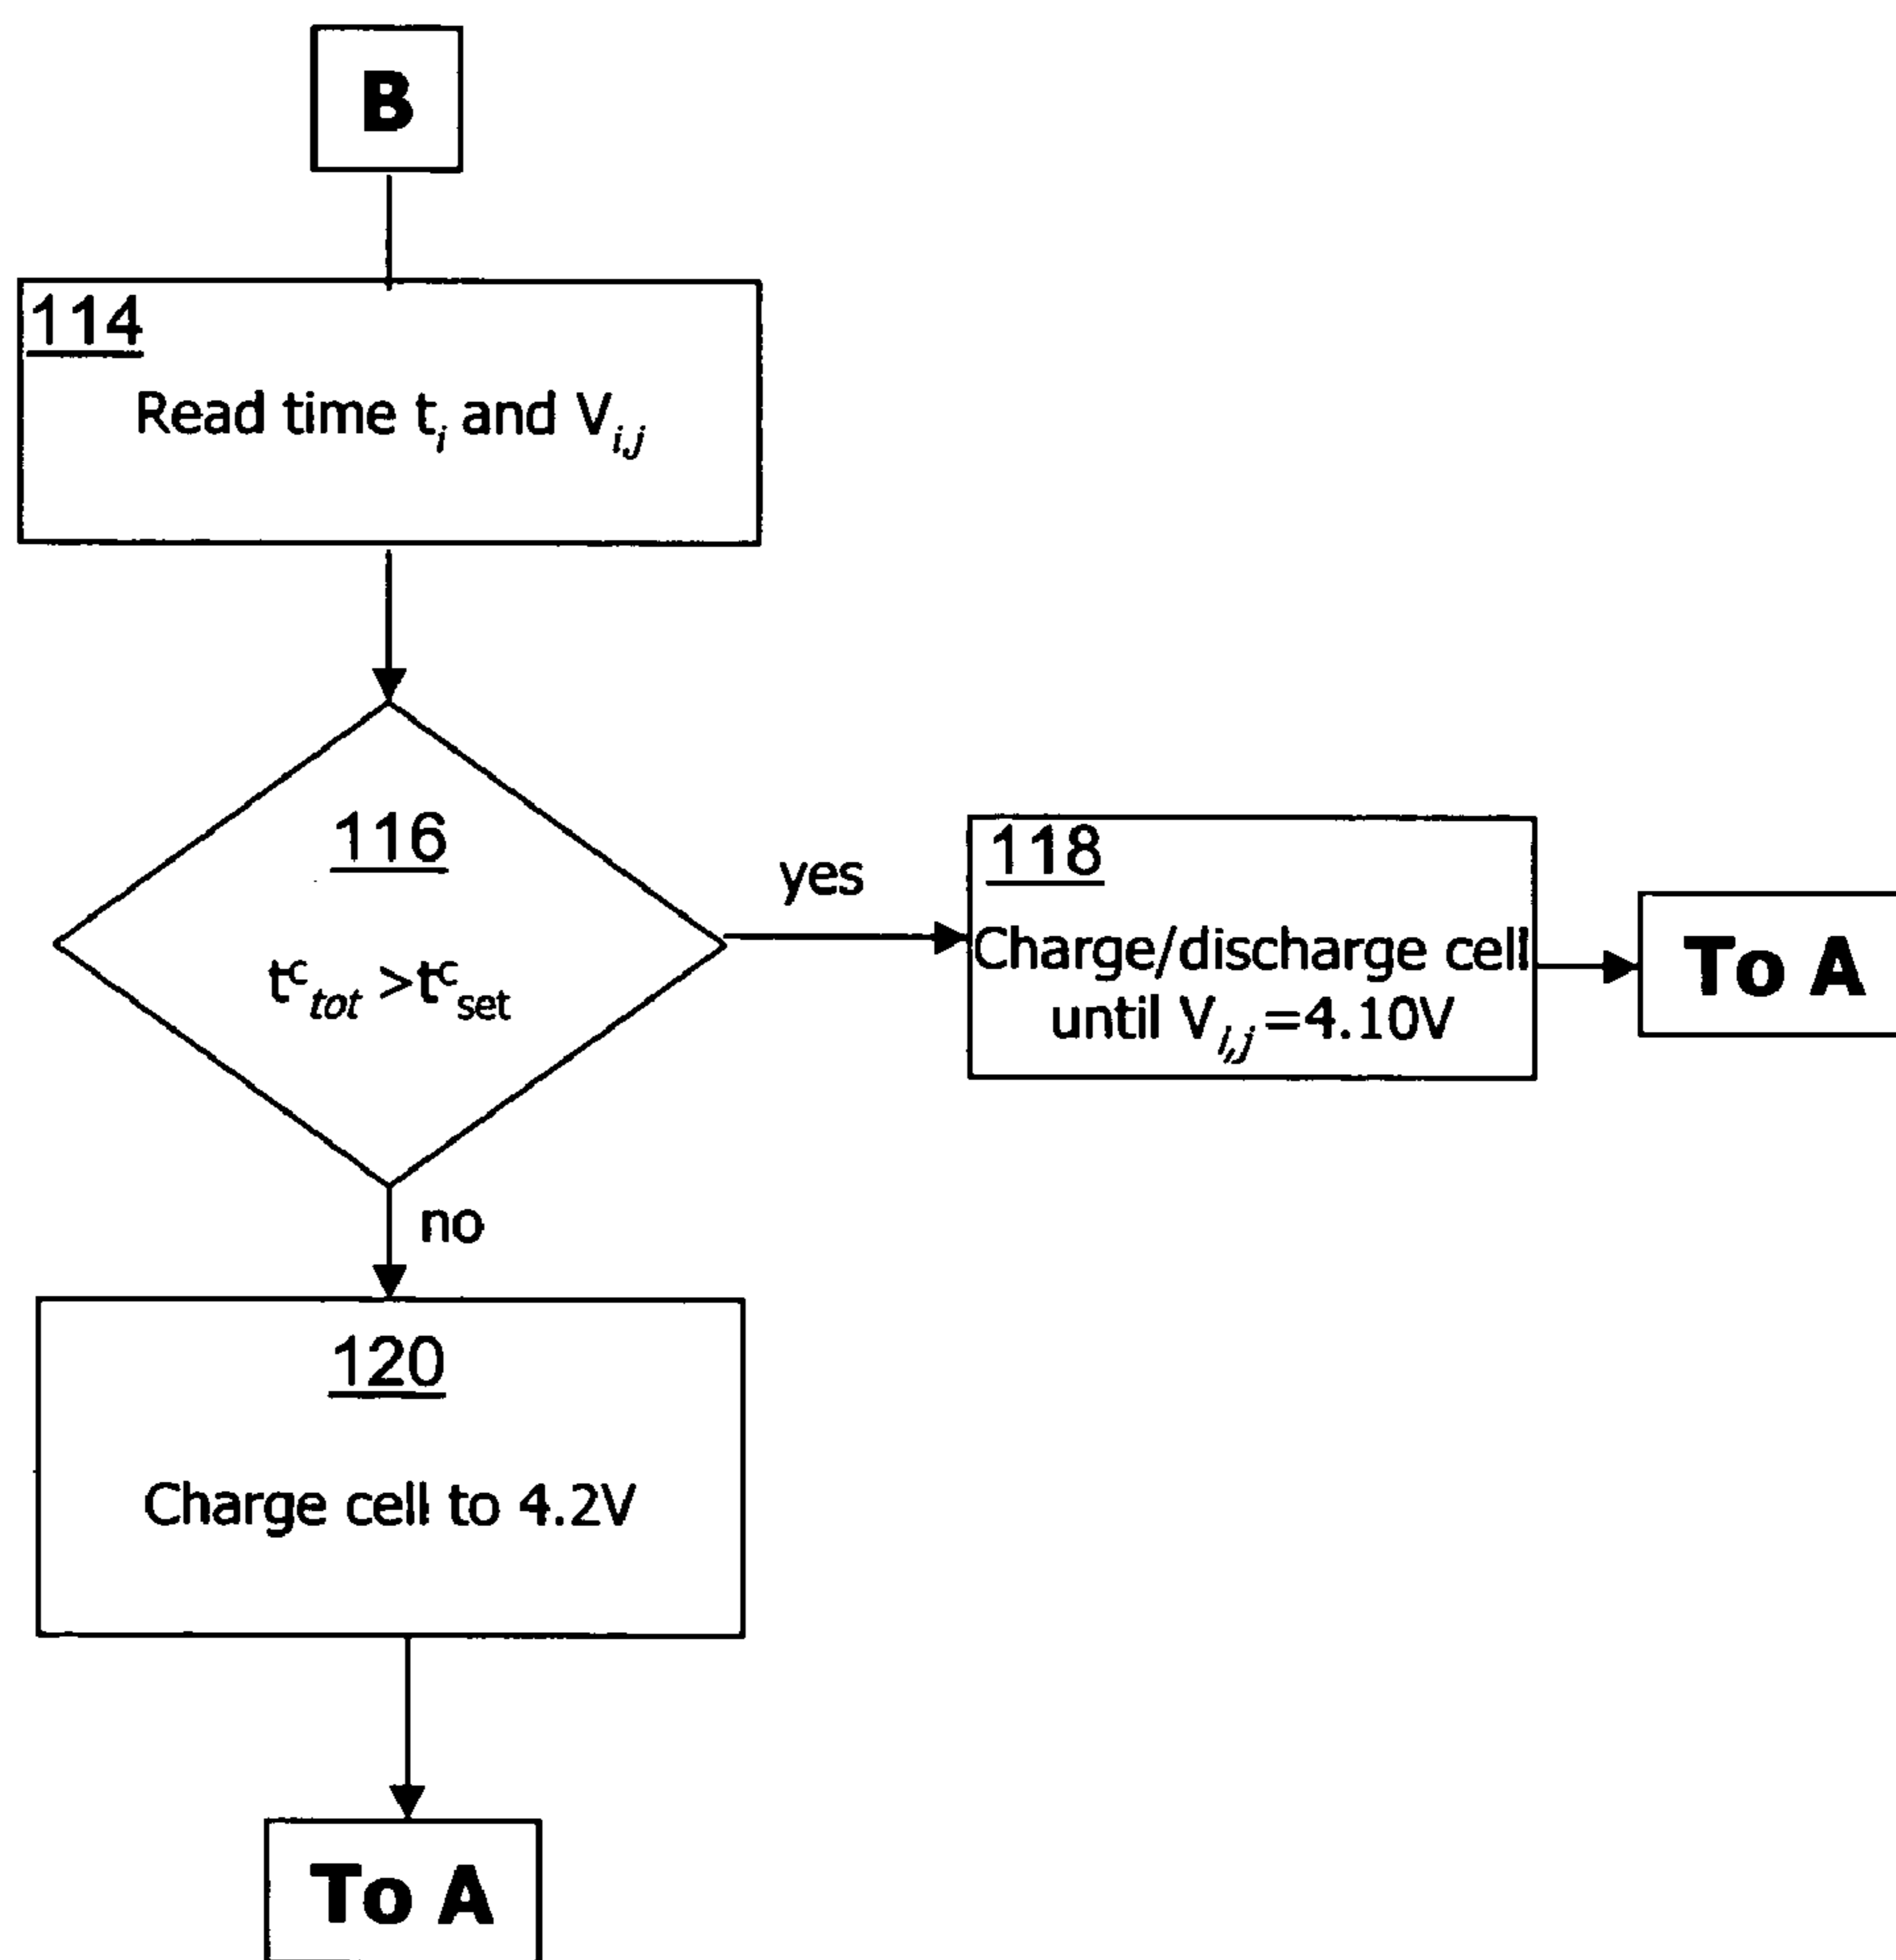 B
114
Read time tᵢ and Vᵢ,ⱼ
116
yes
tᶜtot >tᶜset
118
Charge/discharge cell
until Vᵢ,ⱼ=4.10V
To A
no
120
Charge cell to 4.2V
To A